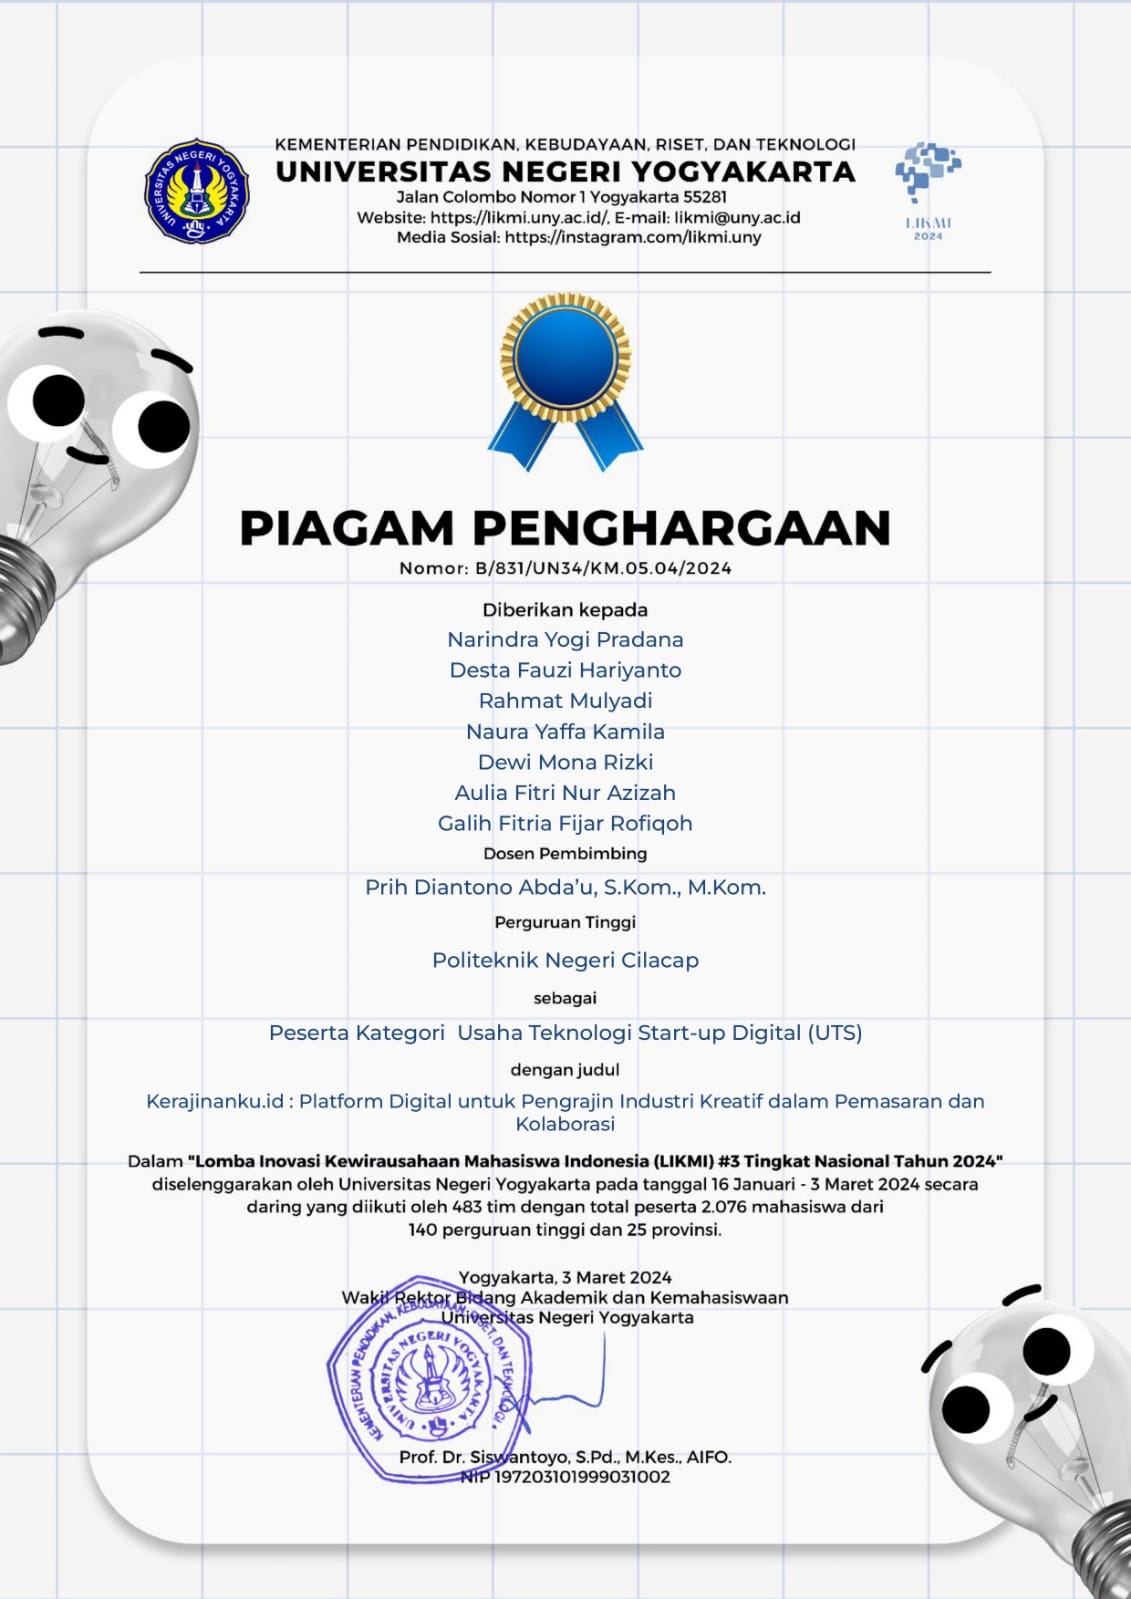 KEMENTERIAN PENDIDIKAN, KEBUDAYAAN, RISET, DAN TEKNOLOGI
UNIVERSITAS NEGERI YOGYAKARTA
Jalan Colombo Nomor 1 Yogyakarta 55281
Website: https://likmi.uny.ac.id/, E-mail: likmi@uny.ac.id
Media Sosial: https://instagram.com/likmi.uny
UNIVERSITAS NEGERI YOGYAKARTA
uny
LIKMI
2024
PIAGAM PENGHARGAAN
Nomor: B/831/UN34/KM.05.04/2024
Diberikan kepada
Narindra Yogi Pradana
Desta Fauzi Hariyanto
Rahmat Mulyadi
Naura Yaffa Kamila
Dewi Mona Rizki
Aulia Fitri Nur Azizah
Galih Fitria Fijar Rofiqoh
Dosen Pembimbing
Prih Diantono Abda'u, S.Kom., M.Kom.
Perguruan Tinggi
Politeknik Negeri Cilacap
sebagai
Peserta Kategori  Usaha Teknologi Start-up Digital (UTS)
dengan judul
Kerajinanku.id : Platform Digital untuk Pengrajin Industri Kreatif dalam Pemasaran dan
Kolaborasi
Dalam "Lomba Inovasi Kewirausahaan Mahasiswa Indonesia (LIKMI) #3 Tingkat Nasional Tahun 2024"
diselenggarakan oleh Universitas Negeri Yogyakarta pada tanggal 16 Januari - 3 Maret 2024 secara
daring yang diikuti oleh 483 tim dengan total peserta 2.076 mahasiswa dari
140 perguruan tinggi dan 25 provinsi.
Yogyakarta, 3 Maret 2024
Wakil Rektor Bidang Akademik dan Kemahasiswaan
Universitas Negeri Yogyakarta
KEMENTERIAN PENDIDIKAN, KEBUDAYAAN, RISET, DAN TEKNOLOGI
UNIVERSITAS NEGERI YOGYAKARTA
Prof. Dr. Siswantoyo, S.Pd., M.Kes., AIFO.
NIP 197203101999031002